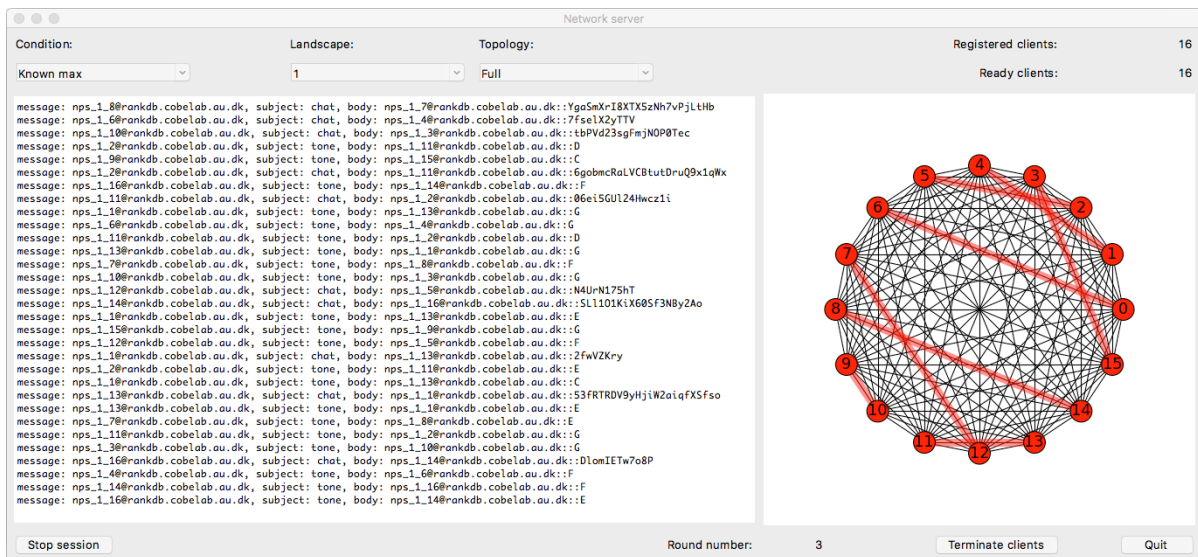 Network server
Condition: Landscape: Topology: Registered clients: 16
Known max 1 Full Ready clients: 16
message: nps_1_8@rankdb.cobelab.au.dk, subject: chat, body: nps_1_7@rankdb.cobelab.au.dk::YgaSmXrI8XTX5zNh7vPjLtHb
message: nps_1_6@rankdb.cobelab.au.dk, subject: chat, body: nps_1_4@rankdb.cobelab.au.dk::7fselX2yTTV
message: nps_1_10@rankdb.cobelab.au.dk, subject: chat, body: nps_1_3@rankdb.cobelab.au.dk::tbPVd23sgFmjNOP0Tec
message: nps_1_2@rankdb.cobelab.au.dk, subject: tone, body: nps_1_11@rankdb.cobelab.au.dk::D
message: nps_1_9@rankdb.cobelab.au.dk, subject: tone, body: nps_1_15@rankdb.cobelab.au.dk::C
message: nps_1_2@rankdb.cobelab.au.dk, subject: chat, body: nps_1_11@rankdb.cobelab.au.dk::6gobmcRaLVCBtutDruQ9x1qWx
message: nps_1_16@rankdb.cobelab.au.dk, subject: tone, body: nps_1_14@rankdb.cobelab.au.dk::F
message: nps_1_11@rankdb.cobelab.au.dk, subject: chat, body: nps_1_2@rankdb.cobelab.au.dk::06ei5GUl24Hwcz1i
message: nps_1_1@rankdb.cobelab.au.dk, subject: tone, body: nps_1_13@rankdb.cobelab.au.dk::G
message: nps_1_6@rankdb.cobelab.au.dk, subject: tone, body: nps_1_4@rankdb.cobelab.au.dk::G
message: nps_1_11@rankdb.cobelab.au.dk, subject: tone, body: nps_1_2@rankdb.cobelab.au.dk::D
message: nps_1_13@rankdb.cobelab.au.dk, subject: tone, body: nps_1_1@rankdb.cobelab.au.dk::G
message: nps_1_7@rankdb.cobelab.au.dk, subject: tone, body: nps_1_8@rankdb.cobelab.au.dk::F
message: nps_1_10@rankdb.cobelab.au.dk, subject: tone, body: nps_1_3@rankdb.cobelab.au.dk::G
message: nps_1_12@rankdb.cobelab.au.dk, subject: chat, body: nps_1_5@rankdb.cobelab.au.dk::N4UrN175hT
message: nps_1_14@rankdb.cobelab.au.dk, subject: chat, body: nps_1_16@rankdb.cobelab.au.dk::SLl1O1KiX60Sf3NBy2Ao
message: nps_1_1@rankdb.cobelab.au.dk, subject: tone, body: nps_1_13@rankdb.cobelab.au.dk::E
message: nps_1_15@rankdb.cobelab.au.dk, subject: tone, body: nps_1_9@rankdb.cobelab.au.dk::G
message: nps_1_12@rankdb.cobelab.au.dk, subject: tone, body: nps_1_5@rankdb.cobelab.au.dk::F
message: nps_1_1@rankdb.cobelab.au.dk, subject: chat, body: nps_1_13@rankdb.cobelab.au.dk::2fwVZKry
message: nps_1_2@rankdb.cobelab.au.dk, subject: tone, body: nps_1_11@rankdb.cobelab.au.dk::E
message: nps_1_1@rankdb.cobelab.au.dk, subject: tone, body: nps_1_13@rankdb.cobelab.au.dk::C
message: nps_1_13@rankdb.cobelab.au.dk, subject: chat, body: nps_1_1@rankdb.cobelab.au.dk::53fRTRDV9yHjiW2aiqfXSfso
message: nps_1_13@rankdb.cobelab.au.dk, subject: tone, body: nps_1_1@rankdb.cobelab.au.dk::E
message: nps_1_7@rankdb.cobelab.au.dk, subject: tone, body: nps_1_8@rankdb.cobelab.au.dk::E
message: nps_1_11@rankdb.cobelab.au.dk, subject: tone, body: nps_1_2@rankdb.cobelab.au.dk::G
message: nps_1_3@rankdb.cobelab.au.dk, subject: tone, body: nps_1_10@rankdb.cobelab.au.dk::G
message: nps_1_16@rankdb.cobelab.au.dk, subject: chat, body: nps_1_14@rankdb.cobelab.au.dk::DlomIETw7o8P
message: nps_1_4@rankdb.cobelab.au.dk, subject: tone, body: nps_1_6@rankdb.cobelab.au.dk::F
message: nps_1_14@rankdb.cobelab.au.dk, subject: tone, body: nps_1_16@rankdb.cobelab.au.dk::F
message: nps_1_16@rankdb.cobelab.au.dk, subject: tone, body: nps_1_14@rankdb.cobelab.au.dk::E
4
5 3
6 2
7 1
8 0
9 15
10 14
11 13
12
Stop session Round number: 3 Terminate clients Quit